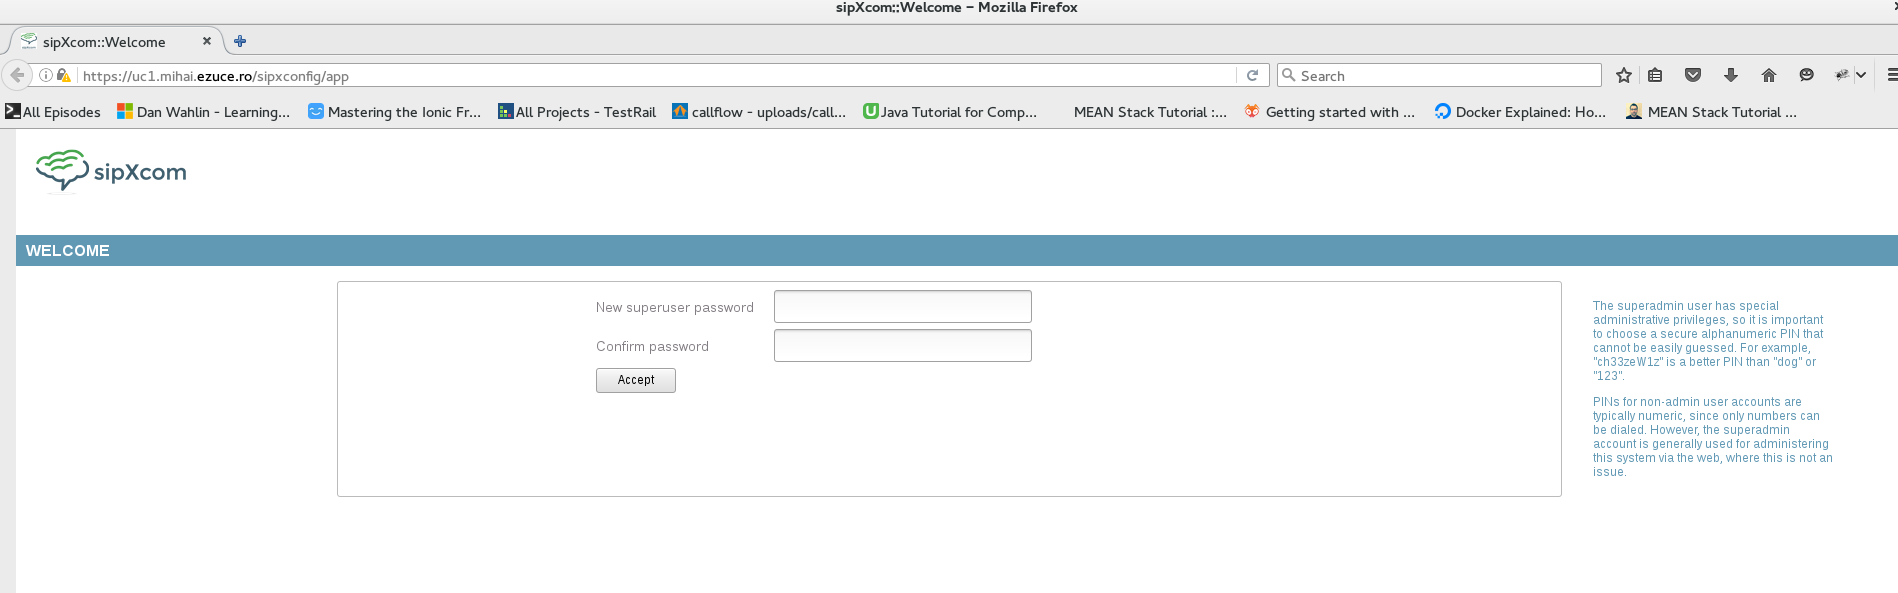 sipXcom::Welcome – Mozilla Firefox
sipXcom::Welcome
https://uc1.mihai.ezuce.ro/sipxconfig/app
Search
All Episodes
Dan Wahlin - Learning...
Mastering the Ionic Fr...
All Projects - TestRail
callflow - uploads/call...
Java Tutorial for Comp...
MEAN Stack Tutorial :...
Getting started with ...
Docker Explained: Ho...
MEAN Stack Tutorial ...
sipXcom
WELCOME
New superuser password
Confirm password
Accept
The superadmin user has special
administrative privileges, so it is important
to choose a secure alphanumeric PIN that
cannot be easily guessed. For example,
"ch33zeW1z" is a better PIN than "dog" or
"123".
PINs for non-admin user accounts are
typically numeric, since only numbers can
be dialed. However, the superadmin
account is generally used for administering
this system via the web, where this is not an
issue.